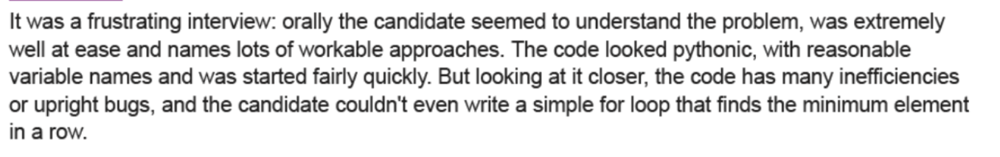 It was a frustrating interview: orally the candidate seemed to understand the problem, was extremely
well at ease and names lots of workable approaches. The code looked pythonic, with reasonable
variable names and was started fairly quickly. But looking at it closer, the code has many inefficiencies
or upright bugs, and the candidate couldn't even write a simple for loop that finds the minimum element
in a row.